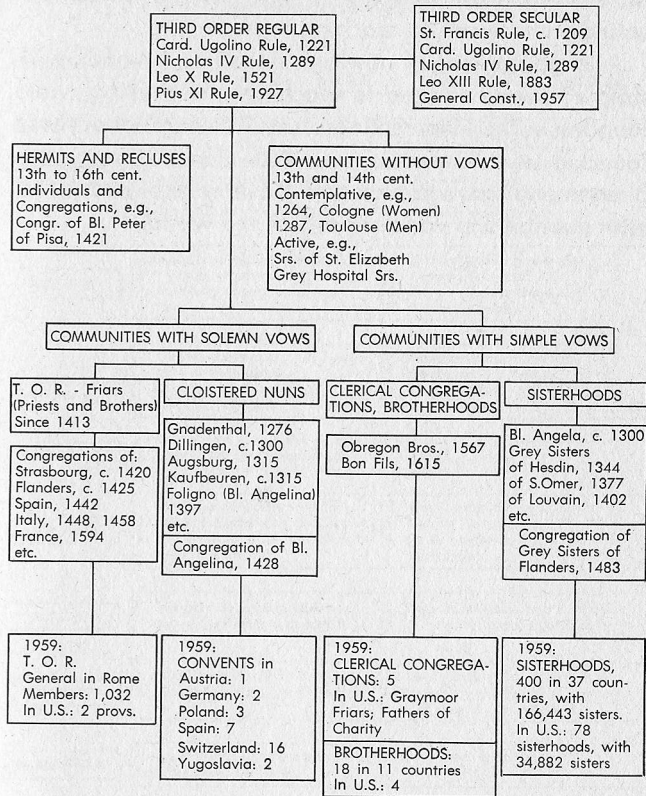 THIRD ORDER REGULAR
Card. Ugolino Rule, 1221
Nicholas IV Rule, 1289
Leo X Rule, 1521
Pius XI Rule, 1927
THIRD ORDER SECULAR
St. Francis Rule, c. 1209
Card. Ugolino Rule, 1221
Nicholas IV Rule, 1289
Leo XIII Rule, 1883
General Const., 1957
HERMITS AND RECLUSES
13th to 16th cent.
Individuals and
Congregations, e.g.,
Congr. of Bl. Peter
of Pisa, 1421
COMMUNITIES WITHOUT VOWS
13th and 14th cent.
Contemplative, e.g.,
1264, Cologne (Women)
1287, Toulouse (Men)
Active, e.g.,
Srs. of St. Elizabeth
Grey Hospital Srs.
COMMUNITIES WITH SOLEMN VOWS
COMMUNITIES WITH SIMPLE VOWS
T. O. R. - Friars
(Priests and Brothers)
Since 1413
Congregations of:
Strasbourg, c. 1420
Flanders, c. 1425
Spain, 1442
Italy, 1448, 1458
France, 1594
etc.
CLOISTERED NUNS
Gnadenthal, 1276
Dillingen, c.1300
Augsburg, 1315
Kaufbeuren, c.1315
Foligno (Bl. Angelina)
1397
etc.
Congregation of Bl.
Angelina, 1428
CLERICAL CONGREGA-
TIONS, BROTHERHOODS
Obregon Bros., 1567
Bon Fils, 1615
SISTERHOODS
Bl. Angela, c. 1300
Grey Sisters
of Hesdin, 1344
of S.Omer, 1377
of Louvain, 1402
etc.
Congregation of
Grey Sisters of
Flanders, 1483
1959:
T. O. R.
General in Rome
Members: 1,032
In U.S.: 2 provs.
1959:
CONVENTS in
Austria: 1
Germany: 2
Poland: 3
Spain: 7
Switzerland: 16
Yugoslavia: 2
1959:
CLERICAL CONGREGA-
TIONS: 5
In U.S.: Graymoor
Friars; Fathers of
Charity
BROTHERHOODS:
18 in 11 countries
In U.S.: 4
1959:
SISTERHOODS,
400 in 37 coun-
tries, with
166,443 sisters.
In U.S.: 78
sisterhoods, with
34,882 sisters